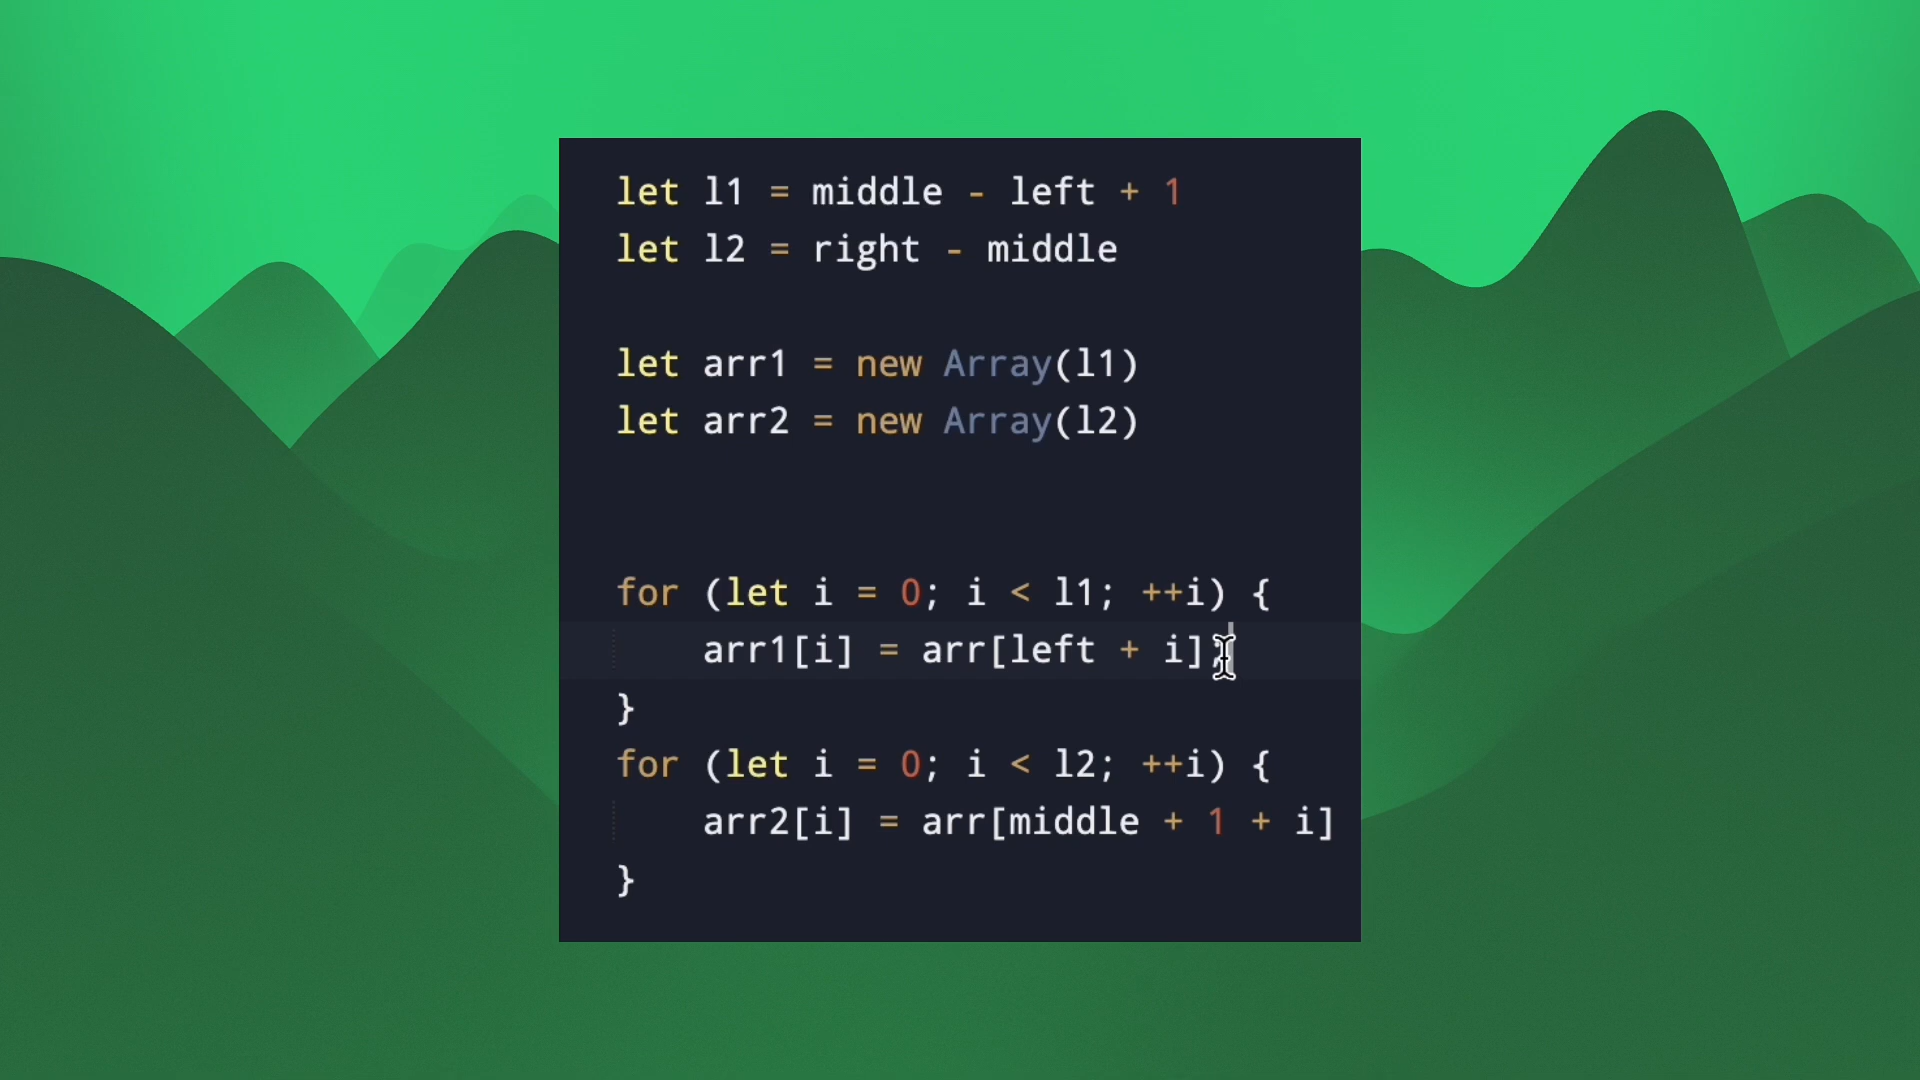 let l1 = middle - left + 1
let l2 = right - middle
let arr1 = new Array(l1)
let arr2 = new Array(l2)
for (let i = 0; i < l1; ++i) {
arr1[i] = arr[left + i];
}
for (let i = 0; i < l2; ++i) {
arr2[i] = arr[middle + 1 + i]
}